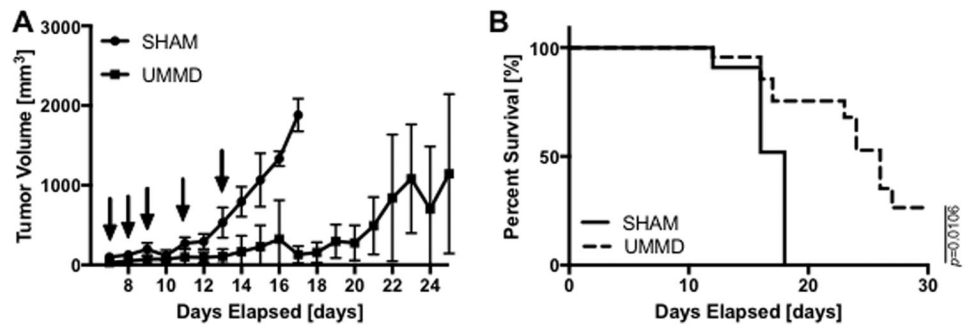 A
3000
2000
1000
0
Tumor Volume [mm³]
SHAM
UMMD
8 10 12 14 16 18 20 22 24
Days Elapsed [days]
B
100
50
0
Percent Survival [%]
SHAM
UMMD
0 10 20 30
Days Elapsed [days]
p=0.0106